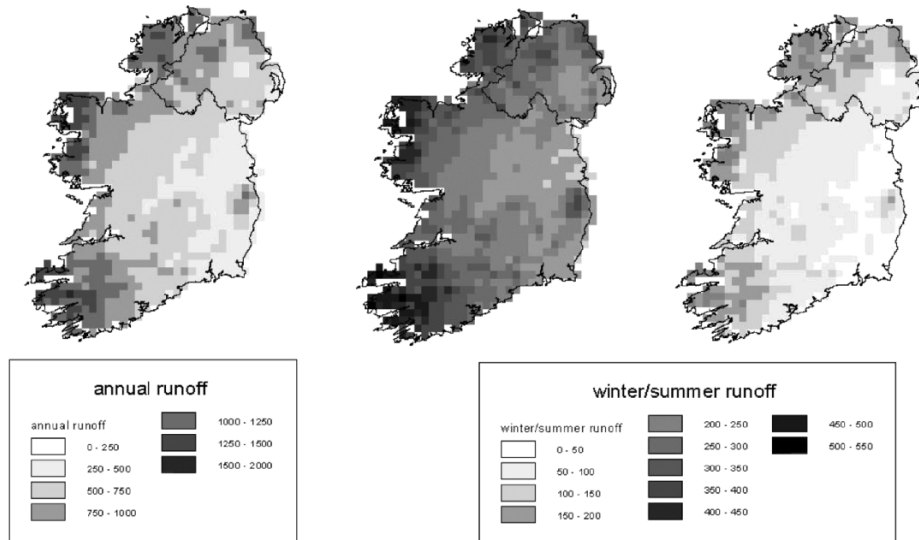 annual runoff
annual runoff
0 - 250
250 - 500
500 - 750
750 - 1000
1000 - 1250
1250 - 1500
1500 - 2000
winter/summer runoff
winter/summer runoff
0 - 50
50 - 100
100 - 150
150 - 200
200 - 250
250 - 300
300 - 350
350 - 400
400 - 450
450 - 500
500 - 550